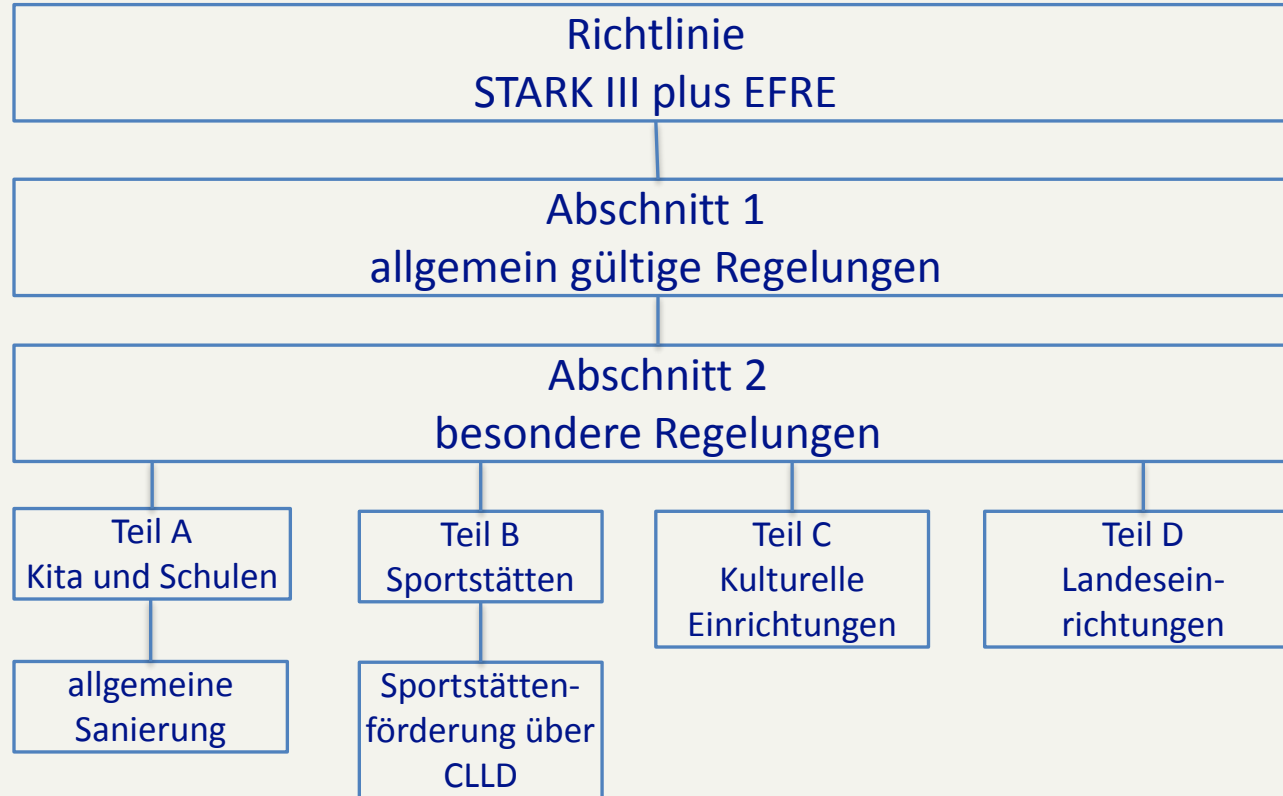 Richtlinie
STARK III plus EFRE
Abschnitt 1
allgemein gültige Regelungen
Abschnitt 2
besondere Regelungen
Teil A
Kita und Schulen
Teil B
Sportstätten
Teil C
Kulturelle
Einrichtungen
Teil D
Landesein-
richtungen
allgemeine
Sanierung
Sportstätten-
förderung über
CLLD